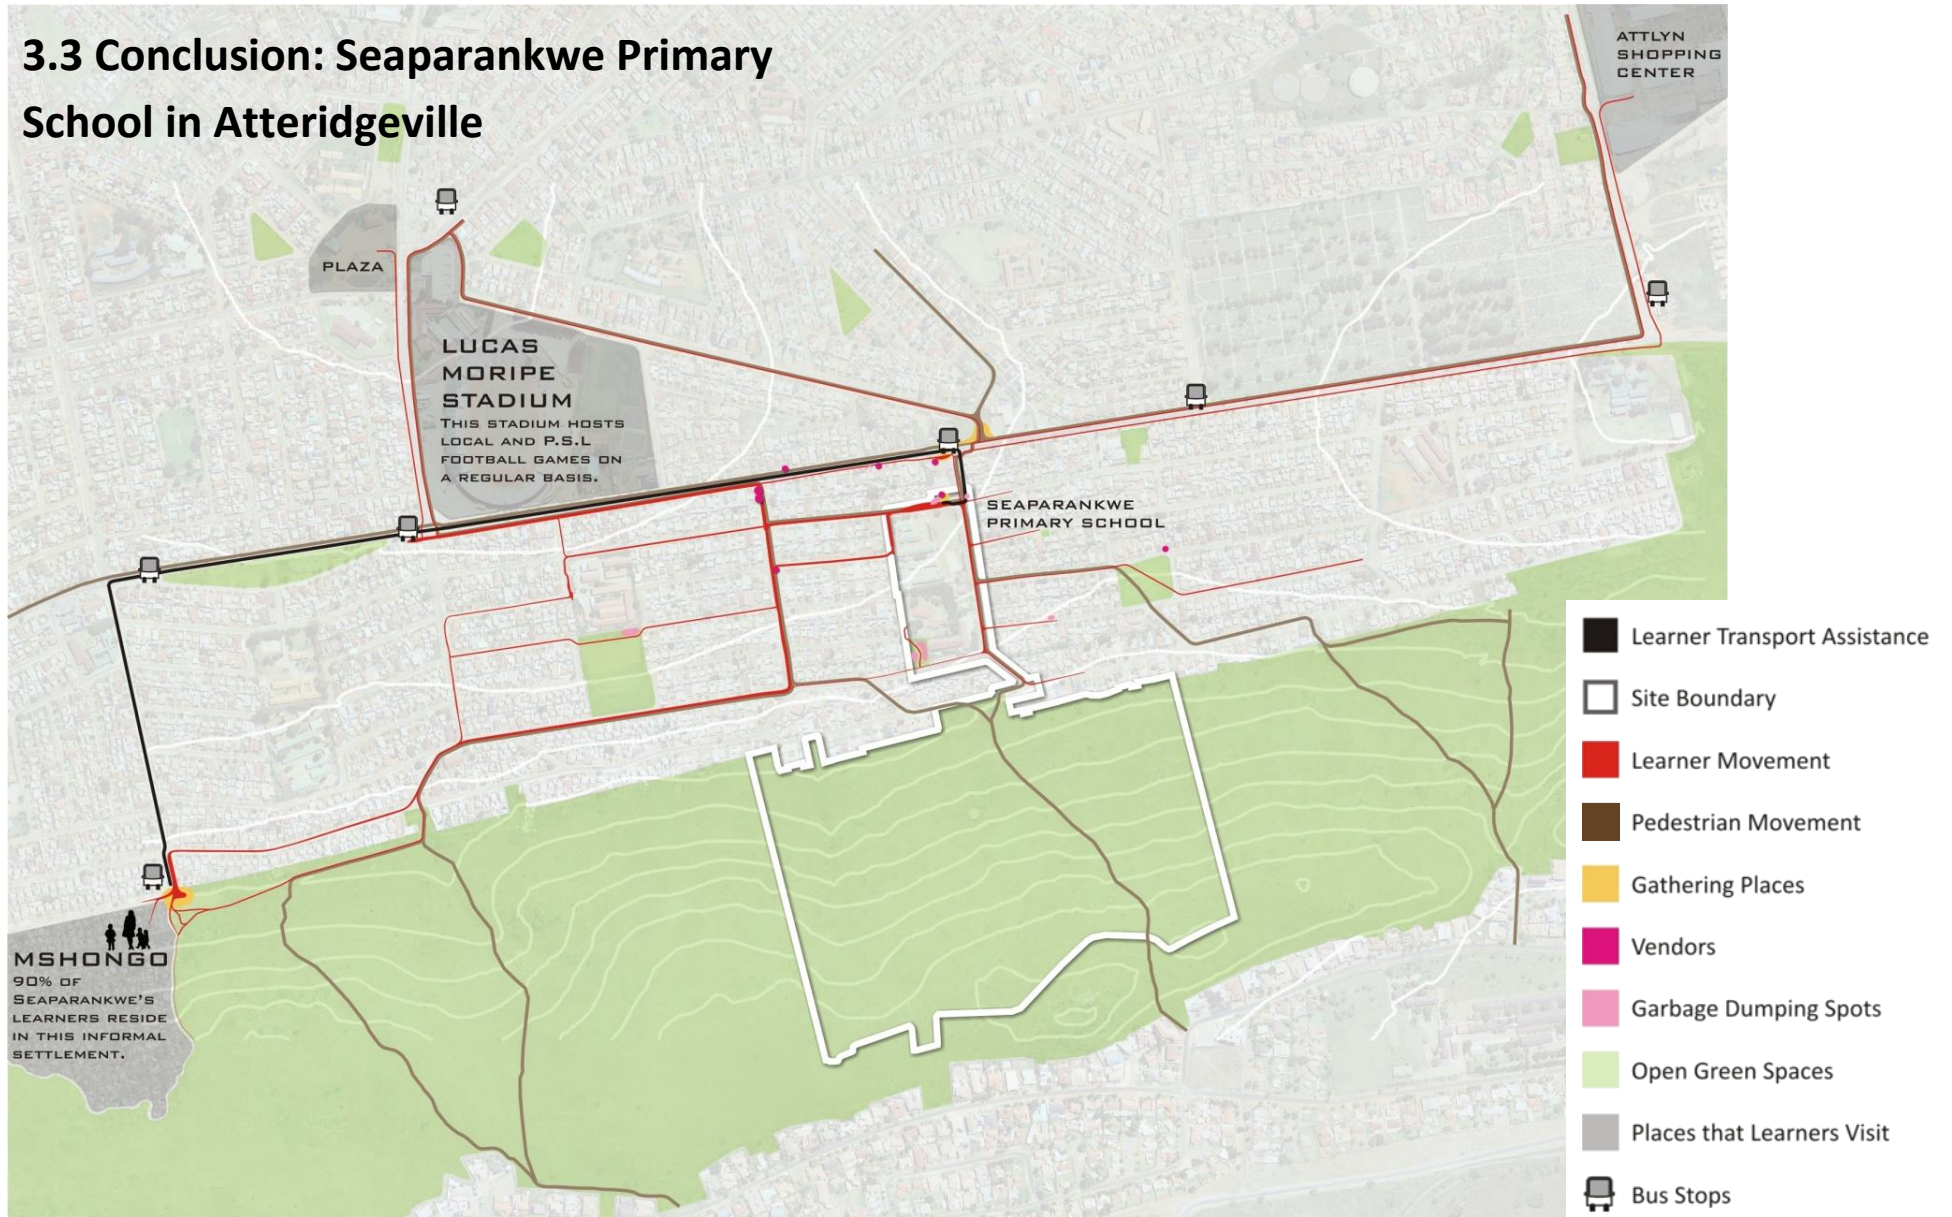 3.3 Conclusion: Seaparankwe Primary
School in Atteridgeville
ATTLYN
SHOPPING
CENTER
PLAZA
LUCAS
MORIPE
STADIUM
THIS STADIUM HOSTS
LOCAL AND P.S.L
FOOTBALL GAMES ON
A REGULAR BASIS.
SEAPARANKWE
PRIMARY SCHOOL
MSHONGO
90% OF
SEAPARANKWE'S
LEARNERS RESIDE
IN THIS INFORMAL
SETTLEMENT.
Learner Transport Assistance
Site Boundary
Learner Movement
Pedestrian Movement
Gathering Places
Vendors
Garbage Dumping Spots
Open Green Spaces
Places that Learners Visit
Bus Stops